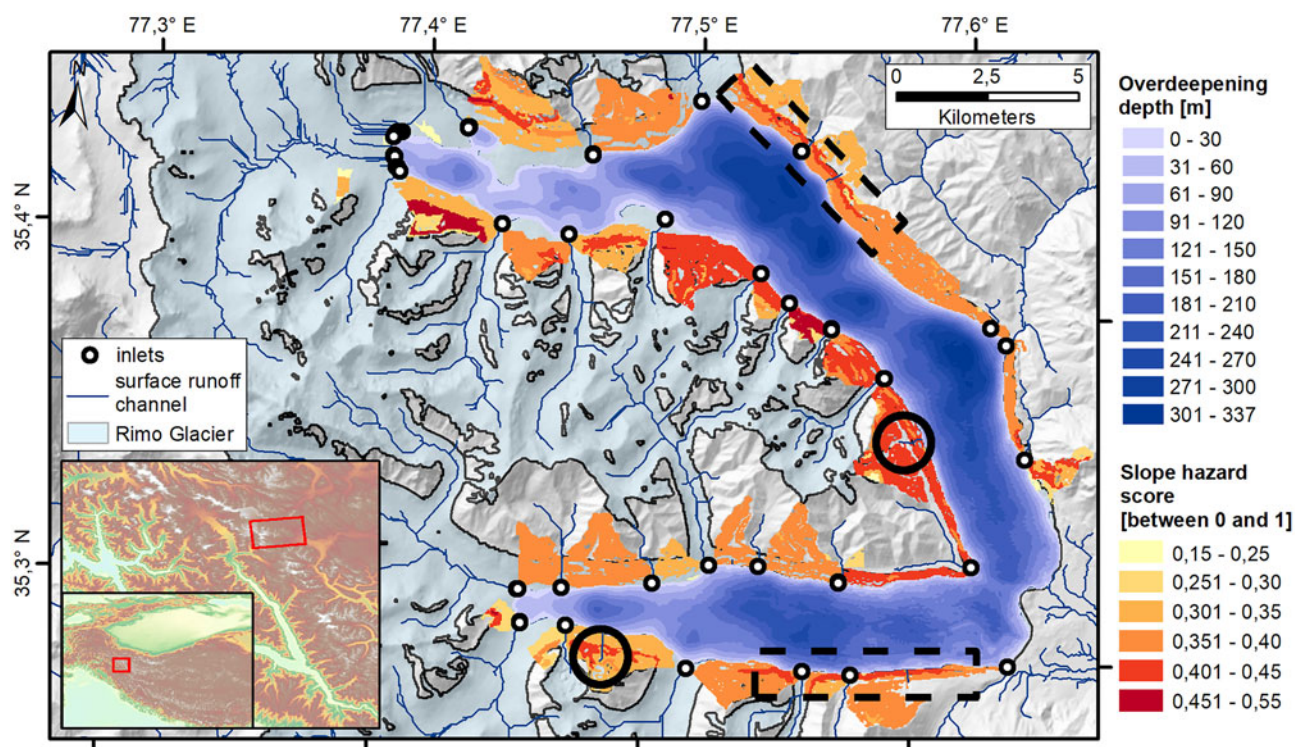 77,3° E
77,4° E
77,5° E
77,6° E
N
0
2,5
5
Kilometers
35,4 N
35,3 N
inlets
surface runoff
channel
Rimo Glacier
Overdeepening
depth [m]
0 - 30
31 - 60
61 - 90
91 - 120
121 - 150
151 - 180
181 - 210
211 - 240
241 - 270
271 - 300
301 - 337
Slope hazard
score
[between 0 and 1]
0,15 - 0,25
0,251 - 0,30
0,301 - 0,35
0,351 - 0,40
0,401 - 0,45
0,451 - 0,55